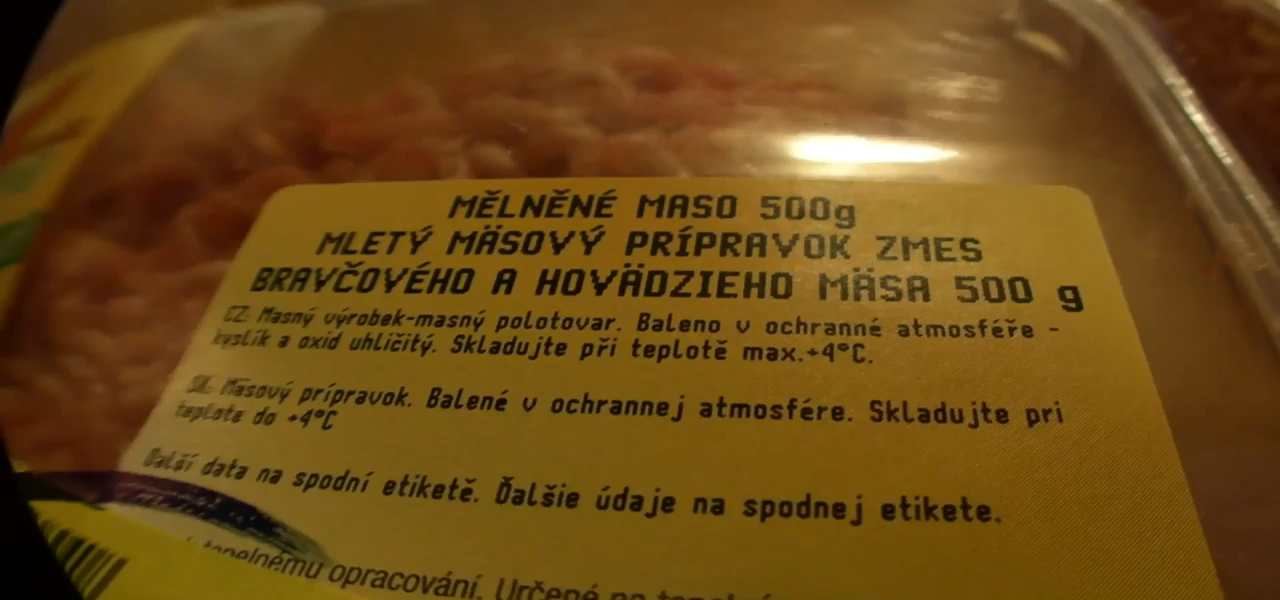 MĚLNĚNÉ MASO 500g
MLETÝ MÄSOVÝ PRÍPRAVOK ZMES
BRAVČOVÉHO A HOVÄDZIEHO MÄSA 500 g
CZ: Masný výrobek-masný polotovar. Baleno v ochranné atmosféře -
kyslík a oxid uhličitý. Skladujte při teplotě max.+4°C.
SK: Mäsový prípravok. Balené v ochrannej atmosfére. Skladujte pri
teplote do +4°C
Další data na spodní etiketě. Ďalšie údaje na spodnej etikete.
tepelnému opracování. Určené